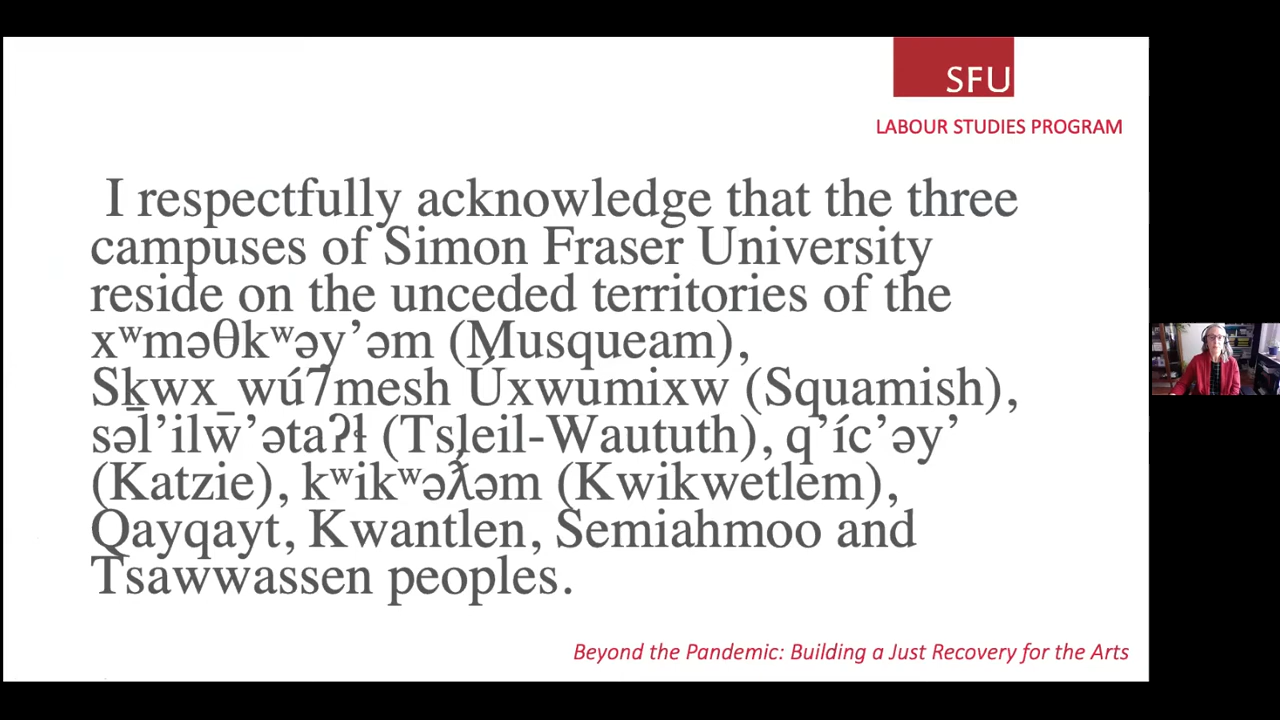 SFU
LABOUR STUDIES PROGRAM
I respectfully acknowledge that the three
campuses of Simon Fraser University
reside on the unceded territories of the
xʷməθkʷəy’əm (Musqueam),
Sḵwx_wú7mesh Úxwumixw (Squamish),
səl’ilw’ətaʔɬ (Tsleil-Waututh), q’íc’əy’
(Katzie), kʷikʷəƛ̓əm (Kwikwetlem),
Qayqayt, Kwantlen, Semiahmoo and
Tsawwassen peoples.
Beyond the Pandemic: Building a Just Recovery for the Arts